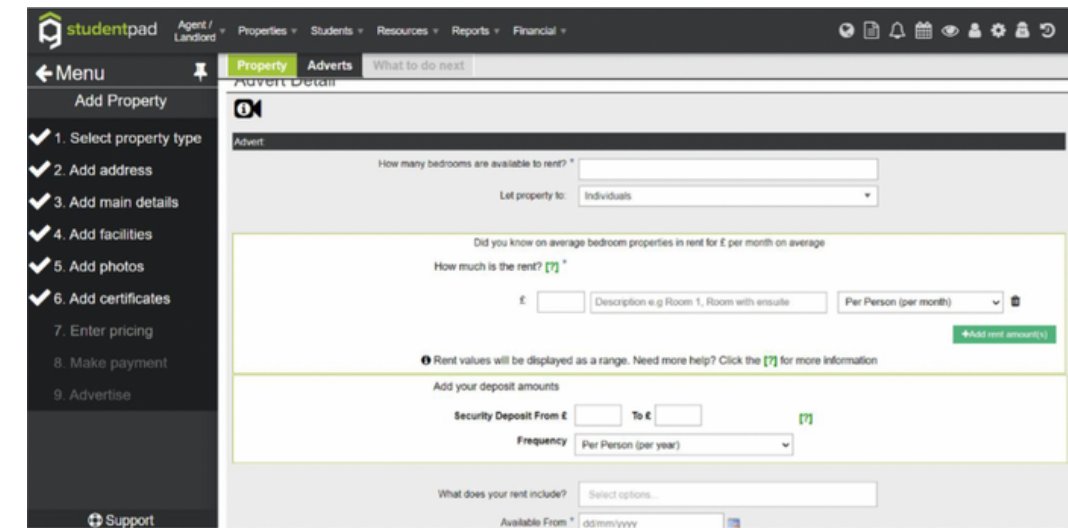 studentpad Agent / Landlord Properties Students Resources Reports Financial
Menu
Property Adverts What to do next
Add Property
1. Select property type
2. Add address
3. Add main details
4. Add facilities
5. Add photos
6. Add certificates
7. Enter pricing
8. Make payment
9. Advertise
Support
Advert Detail
Advert
How many bedrooms are available to rent? *
Let property to: Individuals
Did you know on average bedroom properties in rent for £ per month on average
How much is the rent? [?] *
£ Description e.g Room 1, Room with ensuite Per Person (per month)
+Add rent amount(s)
Rent values will be displayed as a range. Need more help? Click the [?] for more information
Add your deposit amounts
Security Deposit From £ To £ [?]
Frequency Per Person (per year)
What does your rent include? Select options...
Available From * dd/mm/yyyy